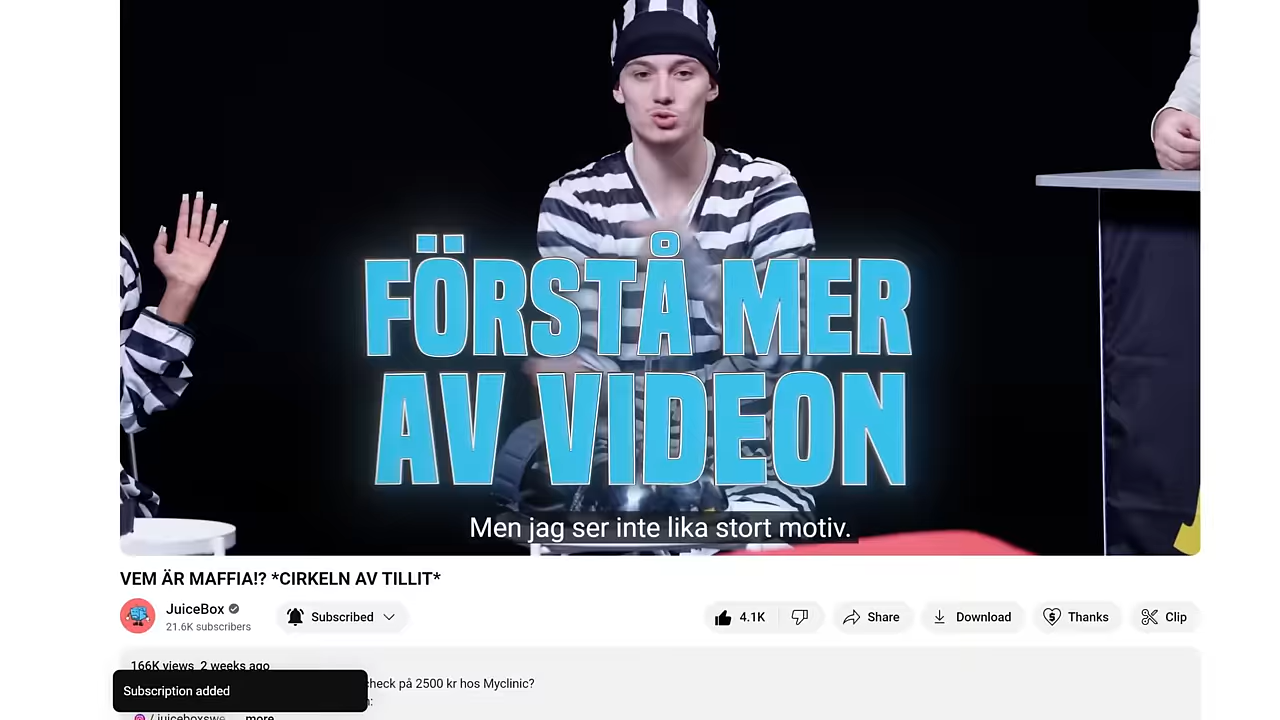 FÖRSTÅ MER
AV VIDEON
Men jag ser inte lika stort motiv.
VEM ÄR MAFFIA!? *CIRKELN AV TILLIT*
JuiceBox
21.6K subscribers
Subscribed
4.1K
Share
Download
Thanks
Clip
166K views 2 weeks ago
check på 2500 kr hos Myclinic?
Subscription added
/ juiceboxswe
...more